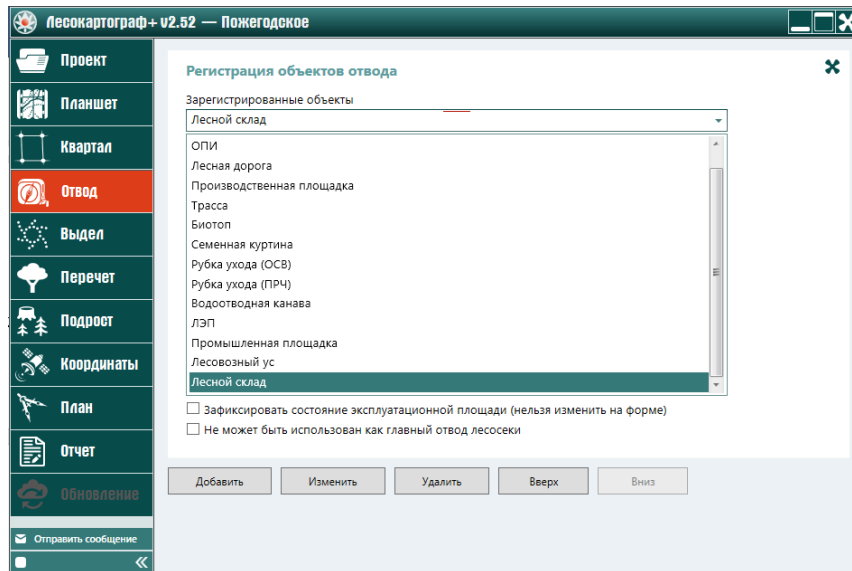 Лесокартограф+ v2.52 — Пожегодское
Проект
Планшет
Квартал
Отвод
Выдел
Перечет
Подрост
Координаты
План
Отчет
Обновление
Отправить сообщение
Регистрация объектов отвода
Зарегистрированные объекты
Лесной склад
ОПИ
Лесная дорога
Производственная площадка
Трасса
Биотоп
Семенная куртина
Рубка ухода (ОСВ)
Рубка ухода (ПРЧ)
Водоотводная канава
ЛЭП
Промышленная площадка
Лесовозный ус
Лесной склад
Зафиксировать состояние эксплуатационной площади (нельзя изменить на форме)
Не может быть использован как главный отвод лесосеки
Добавить Изменить Удалить Вверх Вниз